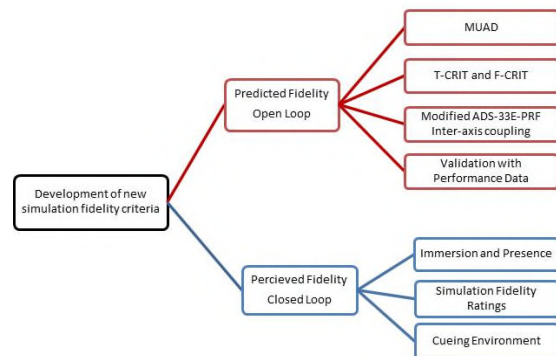 MUAD
Predicted Fidelity
Open Loop
T-CRIT and F-CRIT
Modified ADS-33E-PRF
Inter-axis coupling
Validation with
Performance Data
Development of new
simulation fidelity criteria
Percieved Fidelity
Closed Loop
Immersion and Presence
Simulation Fidelity
Ratings
Cueing Environment